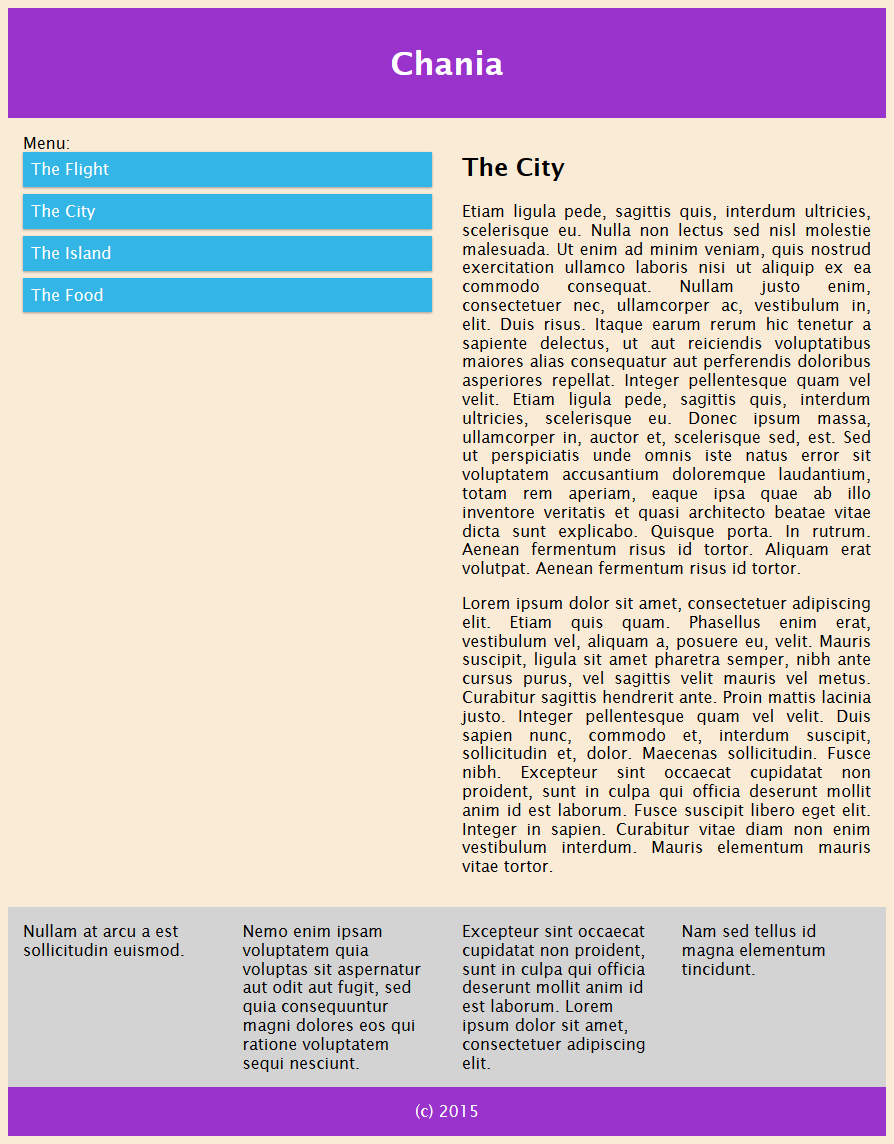 Chania
Menu:
The Flight
The City
The Island
The Food
The City
Etiam ligula pede, sagittis quis, interdum ultricies,
scelerisque eu. Nulla non lectus sed nisl molestie
malesuada. Ut enim ad minim veniam, quis nostrud
exercitation ullamco laboris nisi ut aliquip ex ea
commodo consequat. Nullam justo enim,
consectetuer nec, ullamcorper ac, vestibulum in,
elit. Duis risus. Itaque earum rerum hic tenetur a
sapiente delectus, ut aut reiciendis voluptatibus
maiores alias consequatur aut perferendis doloribus
asperiores repellat. Integer pellentesque quam vel
velit. Etiam ligula pede, sagittis quis, interdum
ultricies, scelerisque eu. Donec ipsum massa,
ullamcorper in, auctor et, scelerisque sed, est. Sed
ut perspiciatis unde omnis iste natus error sit
voluptatem accusantium doloremque laudantium,
totam rem aperiam, eaque ipsa quae ab illo
inventore veritatis et quasi architecto beatae vitae
dicta sunt explicabo. Quisque porta. In rutrum.
Aenean fermentum risus id tortor. Aliquam erat
volutpat. Aenean fermentum risus id tortor.
Lorem ipsum dolor sit amet, consectetuer adipiscing
elit. Etiam quis quam. Phasellus enim erat,
vestibulum vel, aliquam a, posuere eu, velit. Mauris
suscipit, ligula sit amet pharetra semper, nibh ante
cursus purus, vel sagittis velit mauris vel metus.
Curabitur sagittis hendrerit ante. Proin mattis lacinia
justo. Integer pellentesque quam vel velit. Duis
sapien nunc, commodo et, interdum suscipit,
sollicitudin et, dolor. Maecenas sollicitudin. Fusce
nibh. Excepteur sint occaecat cupidatat non
proident, sunt in culpa qui officia deserunt mollit
anim id est laborum. Fusce suscipit libero eget elit.
Integer in sapien. Curabitur vitae diam non enim
vestibulum interdum. Mauris elementum mauris
vitae tortor.
Nullam at arcu a est
sollicitudin euismod.
Nemo enim ipsam
voluptatem quia
voluptas sit aspernatur
aut odit aut fugit, sed
quia consequuntur
magni dolores eos qui
ratione voluptatem
sequi nesciunt.
Excepteur sint occaecat
cupidatat non proident,
sunt in culpa qui officia
deserunt mollit anim id
est laborum. Lorem
ipsum dolor sit amet,
consectetuer adipiscing
elit.
Nam sed tellus id
magna elementum
tincidunt.
(c) 2015